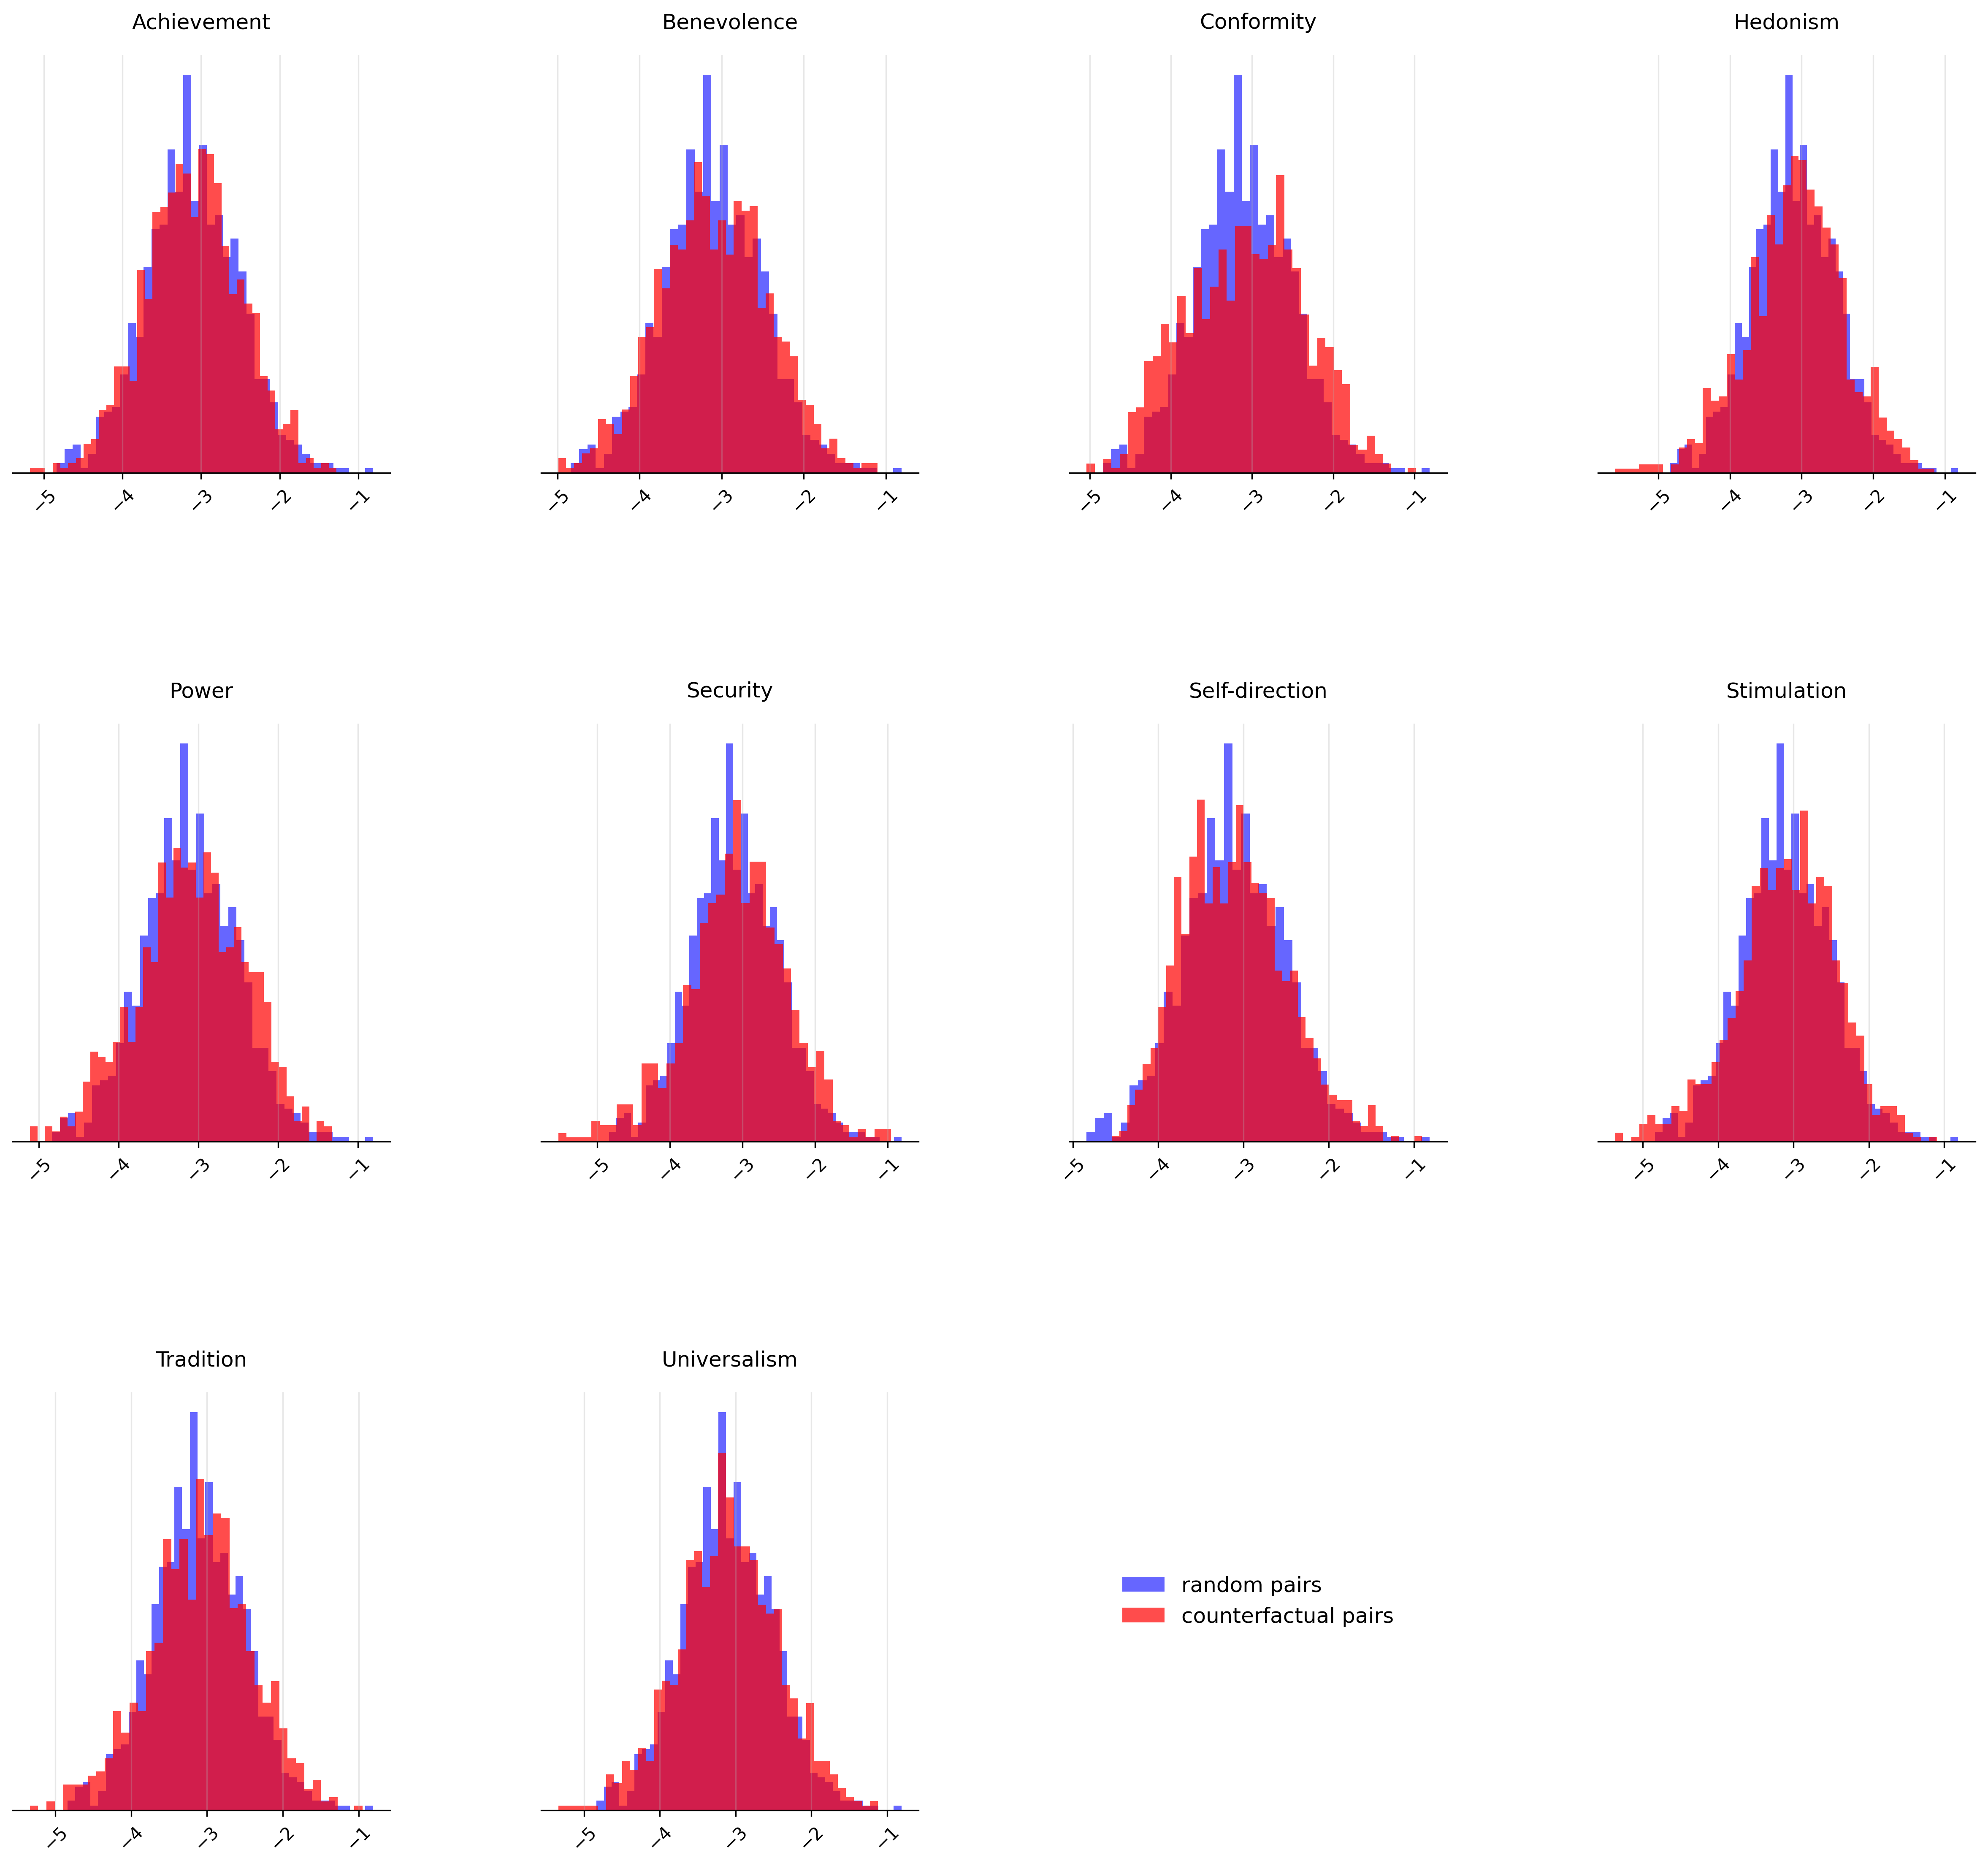 Achievement
Benevolence
Conformity
Hedonism
−5 −4 −3 −2 −1
−5 −4 −3 −2 −1
−5 −4 −3 −2 −1
−5 −4 −3 −2 −1
Power
Security
Self-direction
Stimulation
−5 −4 −3 −2 −1
−5 −4 −3 −2 −1
−5 −4 −3 −2 −1
−5 −4 −3 −2 −1
Tradition
Universalism
random pairs
counterfactual pairs
−5 −4 −3 −2 −1
−5 −4 −3 −2 −1